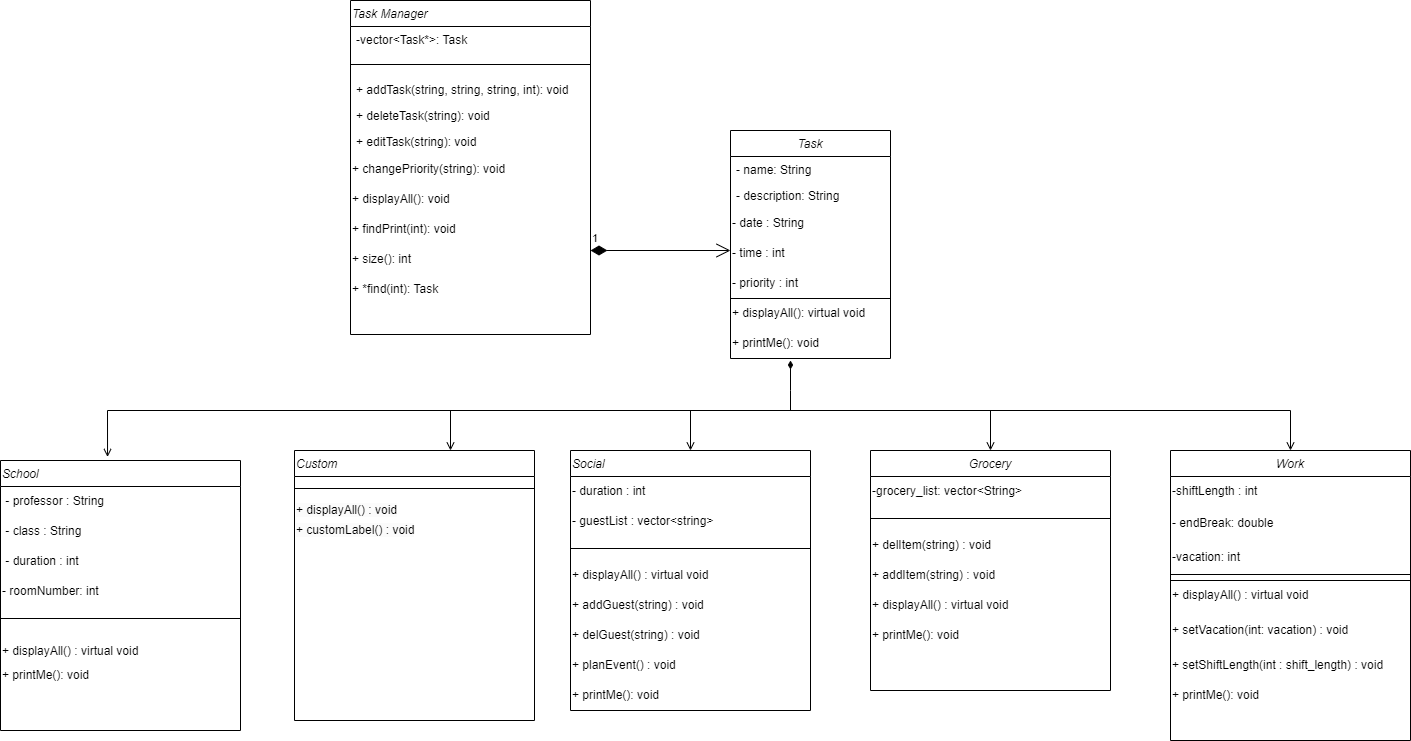 Task Manager
-vector<Task*>: Task
+ addTask(string, string, string, int): void
+ deleteTask(string): void
+ editTask(string): void
+ changePriority(string): void
+ displayAll(): void
+ findPrint(int): void
+ size(): int
+ *find(int): Task
1
Task
- name: String
- description: String
- date : String
- time : int
- priority : int
+ displayAll(): virtual void
+ printMe(): void
School
- professor : String
- class : String
- duration : int
- roomNumber: int
+ displayAll() : virtual void
+ printMe(): void
Custom
+ displayAll() : void
+ customLabel() : void
Social
- duration : int
- guestList : vector<string>
+ displayAll() : virtual void
+ addGuest(string) : void
+ delGuest(string) : void
+ planEvent() : void
+ printMe(): void
Grocery
-grocery_list: vector<String>
+ delItem(string) : void
+ addItem(string) : void
+ displayAll() : virtual void
+ printMe(): void
Work
-shiftLength : int
- endBreak: double
-vacation: int
+ displayAll() : virtual void
+ setVacation(int: vacation) : void
+ setShiftLength(int : shift_length) : void
+ printMe(): void